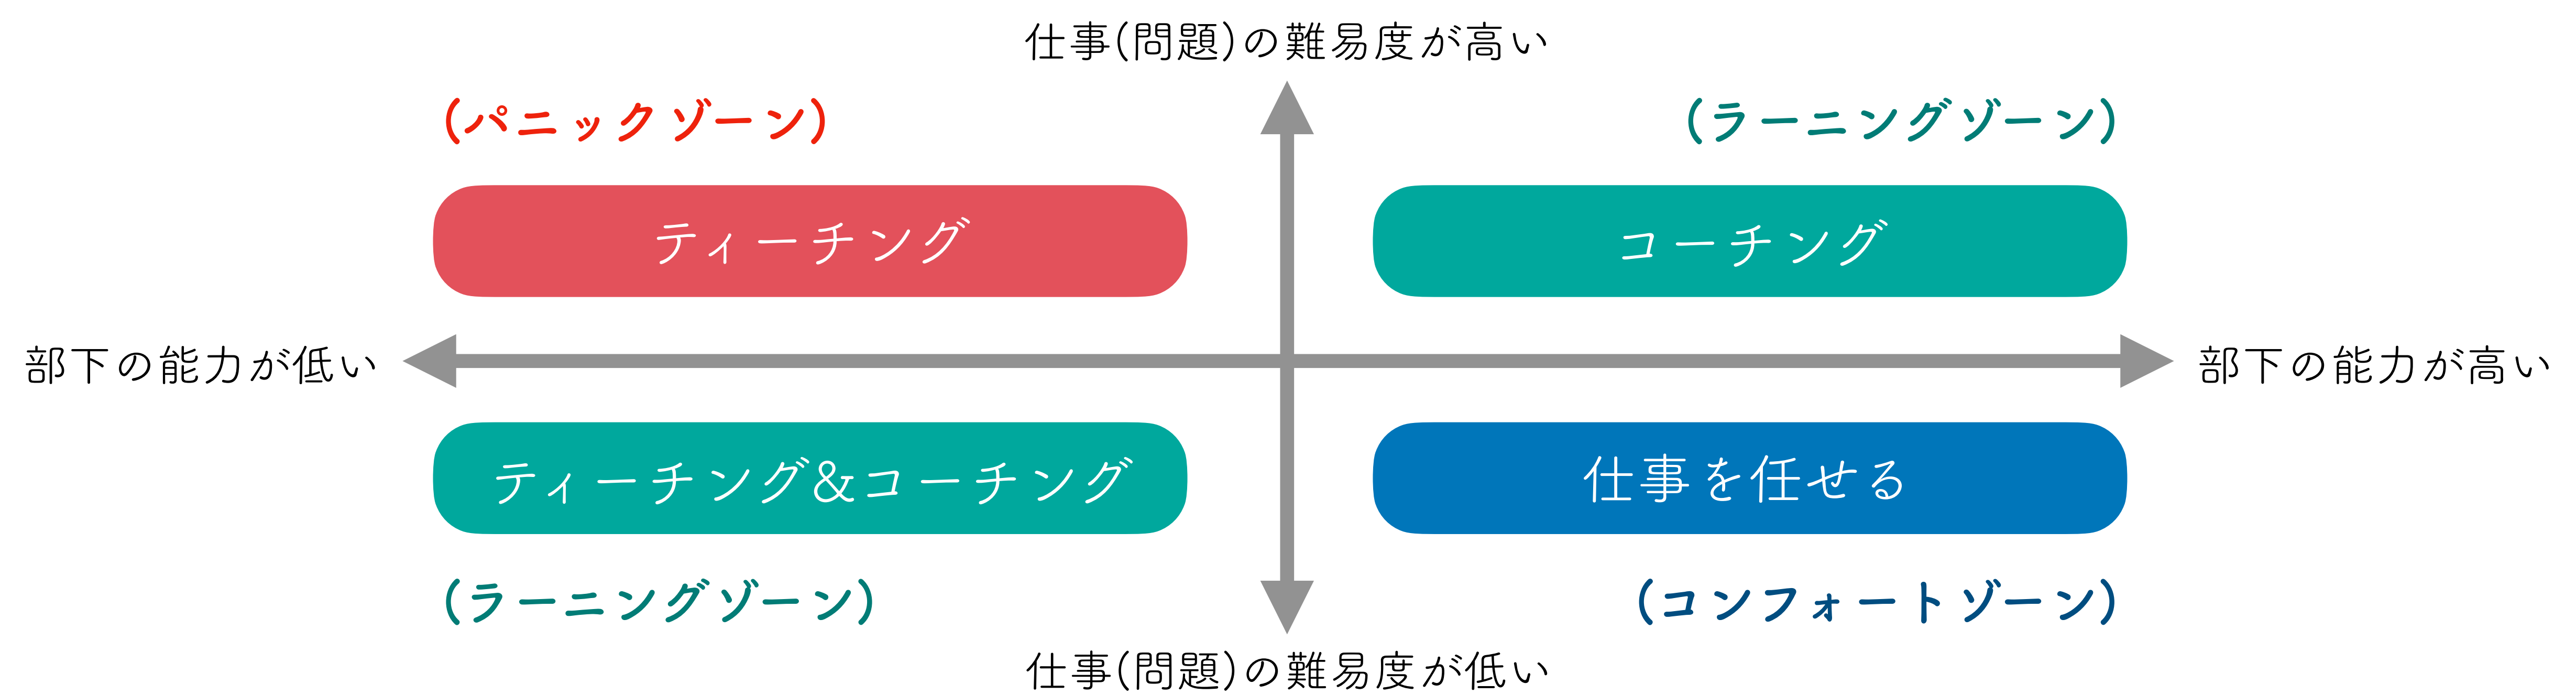 仕事(問題)の難易度が高い
(パニックゾーン)
(ラーニングゾーン)
ティーチング
コーチング
部下の能力が低い
部下の能力が高い
ティーチング&コーチング
仕事を任せる
(ラーニングゾーン)
(コンフォートゾーン)
仕事(問題)の難易度が低い